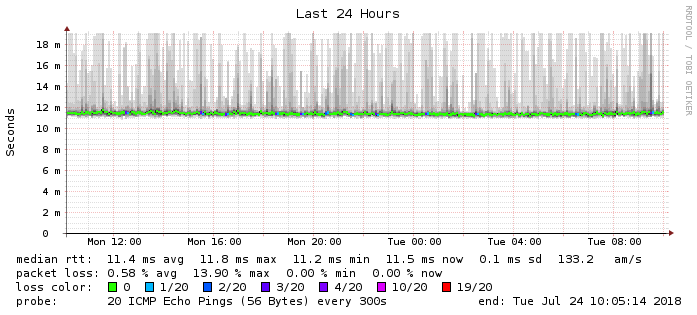 Last 24 Hours
RRDTOOL / TOBI OETIKER
Seconds
18 m
16 m
14 m
12 m
10 m
8 m
6 m
4 m
2 m
0
Mon 12:00 Mon 16:00 Mon 20:00 Tue 00:00 Tue 04:00 Tue 08:00
median rtt: 11.4 ms avg 11.8 ms max 11.2 ms min 11.5 ms now 0.1 ms sd 133.2 am/s
packet loss: 0.58 % avg 13.90 % max 0.00 % min 0.00 % now
loss color: 0 1/20 2/20 3/20 4/20 10/20 19/20
probe: 20 ICMP Echo Pings (56 Bytes) every 300s end: Tue Jul 24 10:05:14 2018